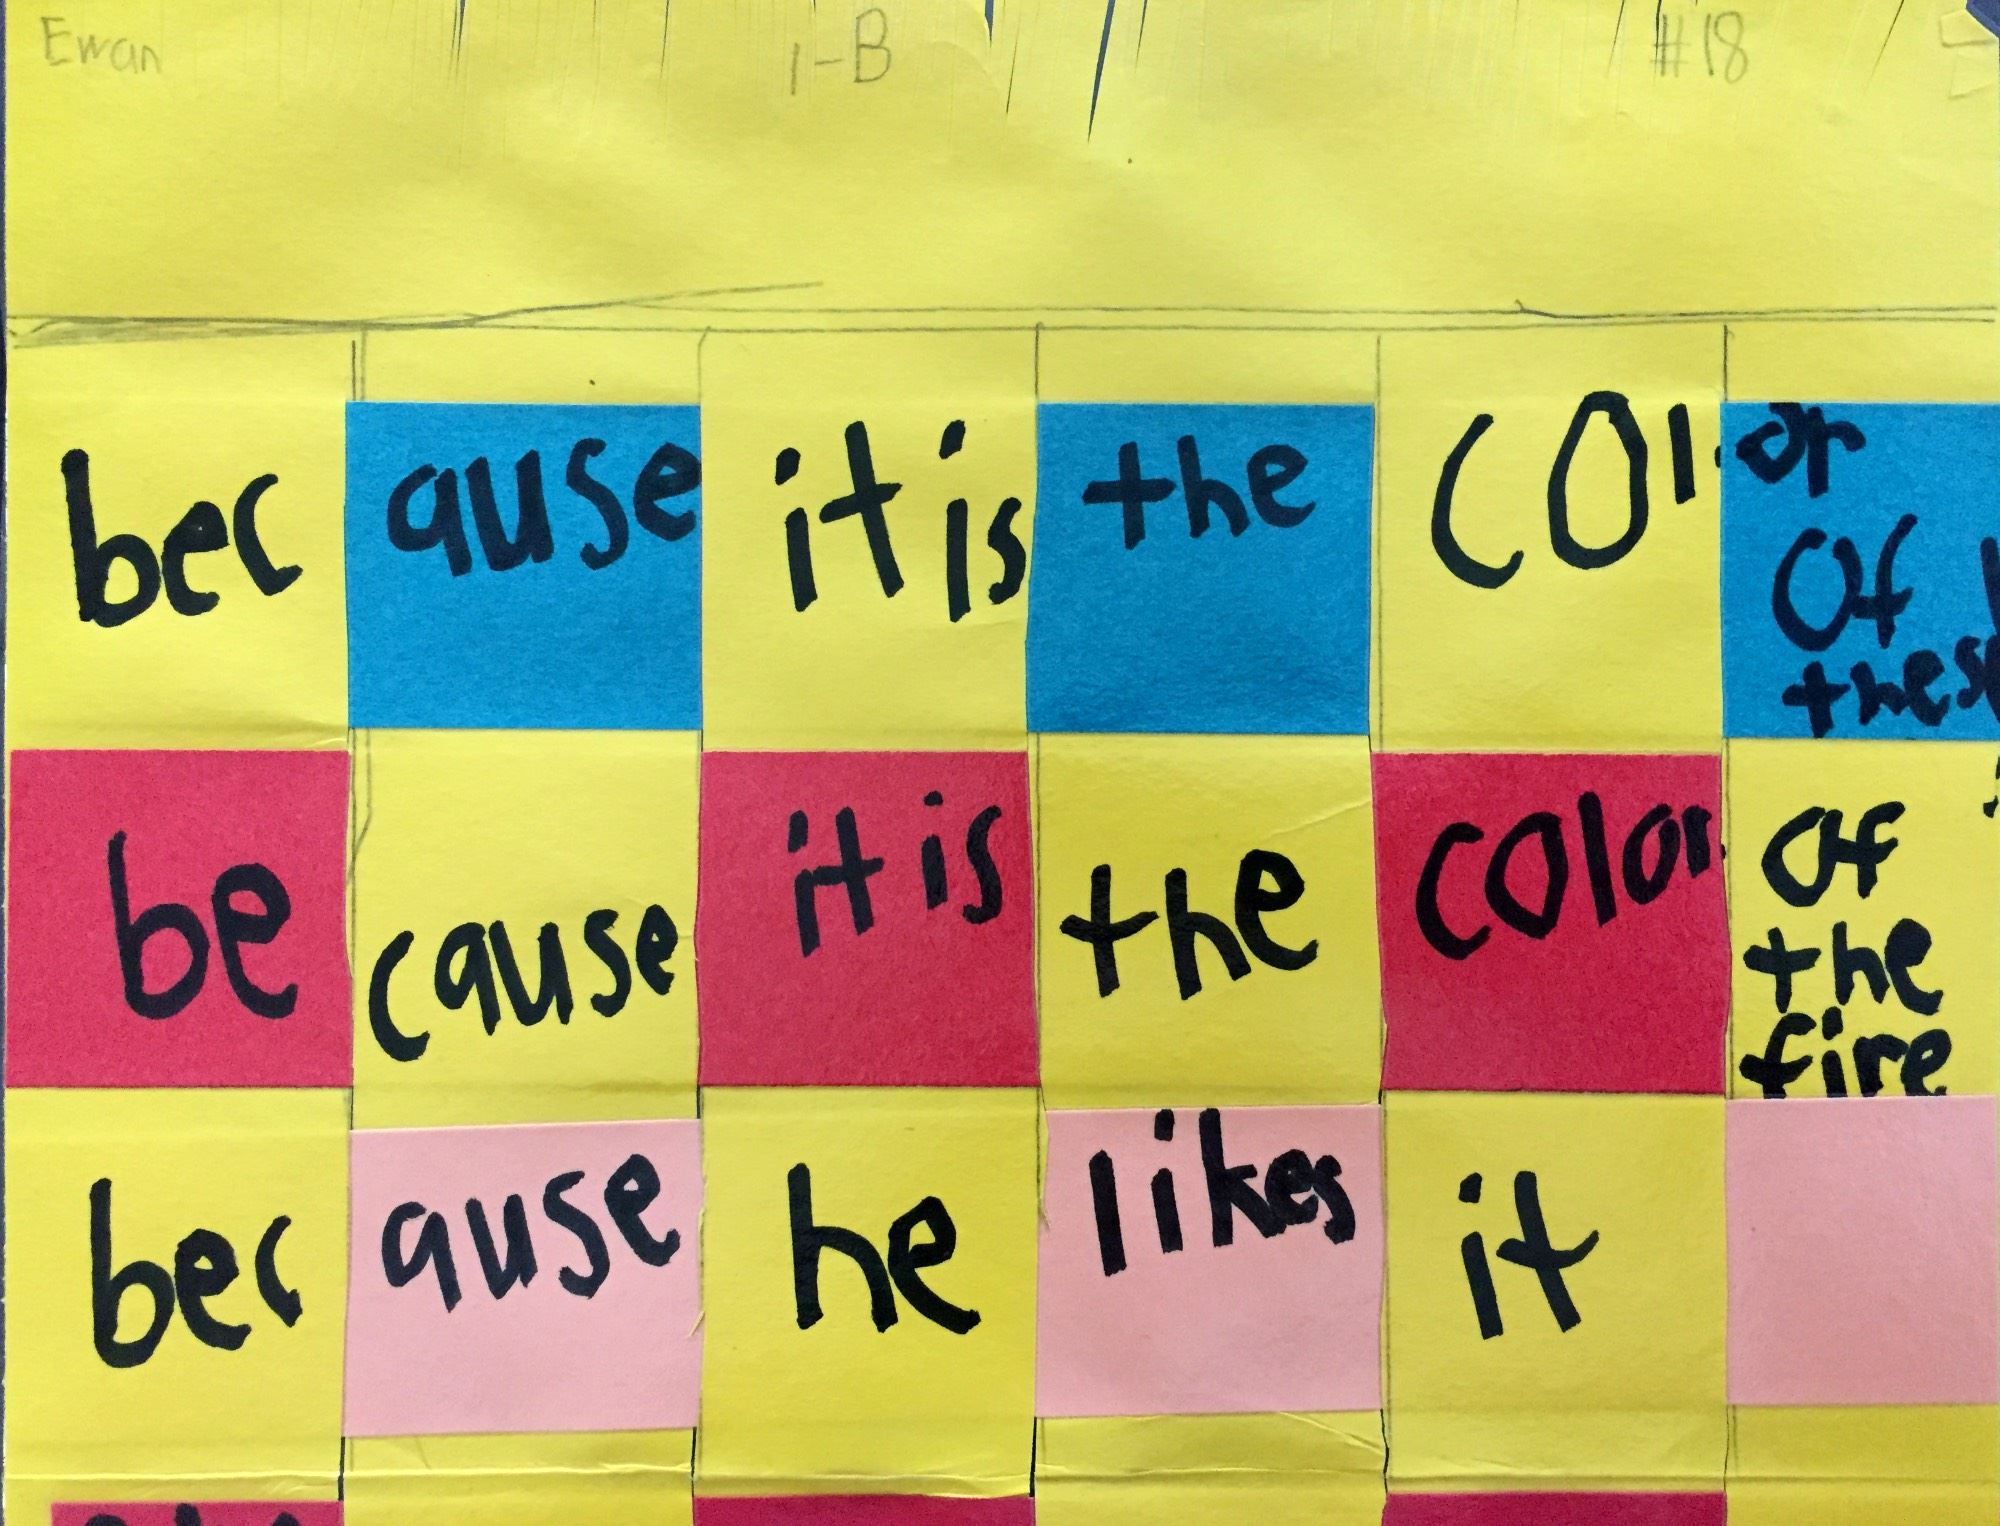 Ewan 1-B #18
bec ause it is the col or
of
these
be cause it is the color of
the
fire
bec ause he likes it